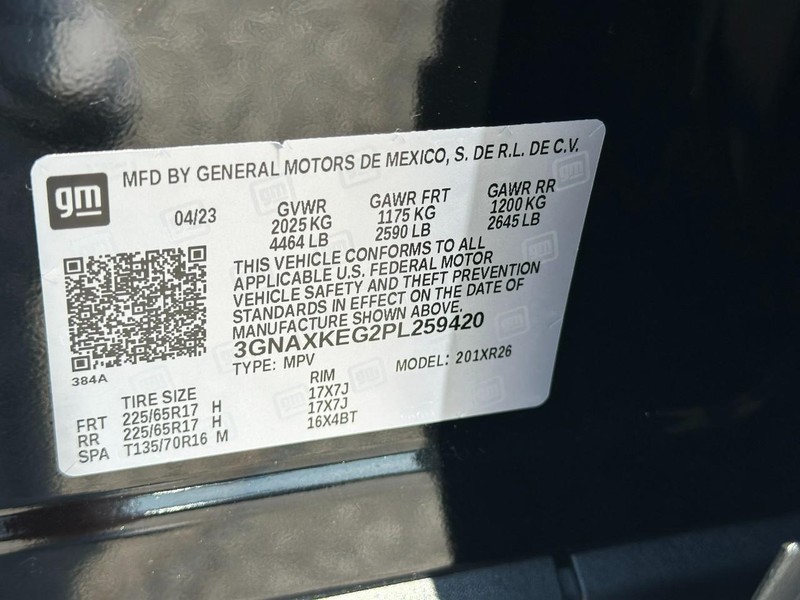 gm MFD BY GENERAL MOTORS DE MEXICO, S. DE R.L. DE C.V.
04/23 GVWR GAWR FRT GAWR RR
2025 KG 1175 KG 1200 KG
4464 LB 2590 LB 2645 LB
THIS VEHICLE CONFORMS TO ALL
APPLICABLE U.S. FEDERAL MOTOR
VEHICLE SAFETY AND THEFT PREVENTION
STANDARDS IN EFFECT ON THE DATE OF
MANUFACTURE SHOWN ABOVE.
3GNAXKEG2PL259420
TYPE: MPV MODEL: 201XR26
384A
TIRE SIZE RIM
FRT 225/65R17 H 17X7J
RR 225/65R17 H 17X7J
SPA T135/70R16 M 16X4BT